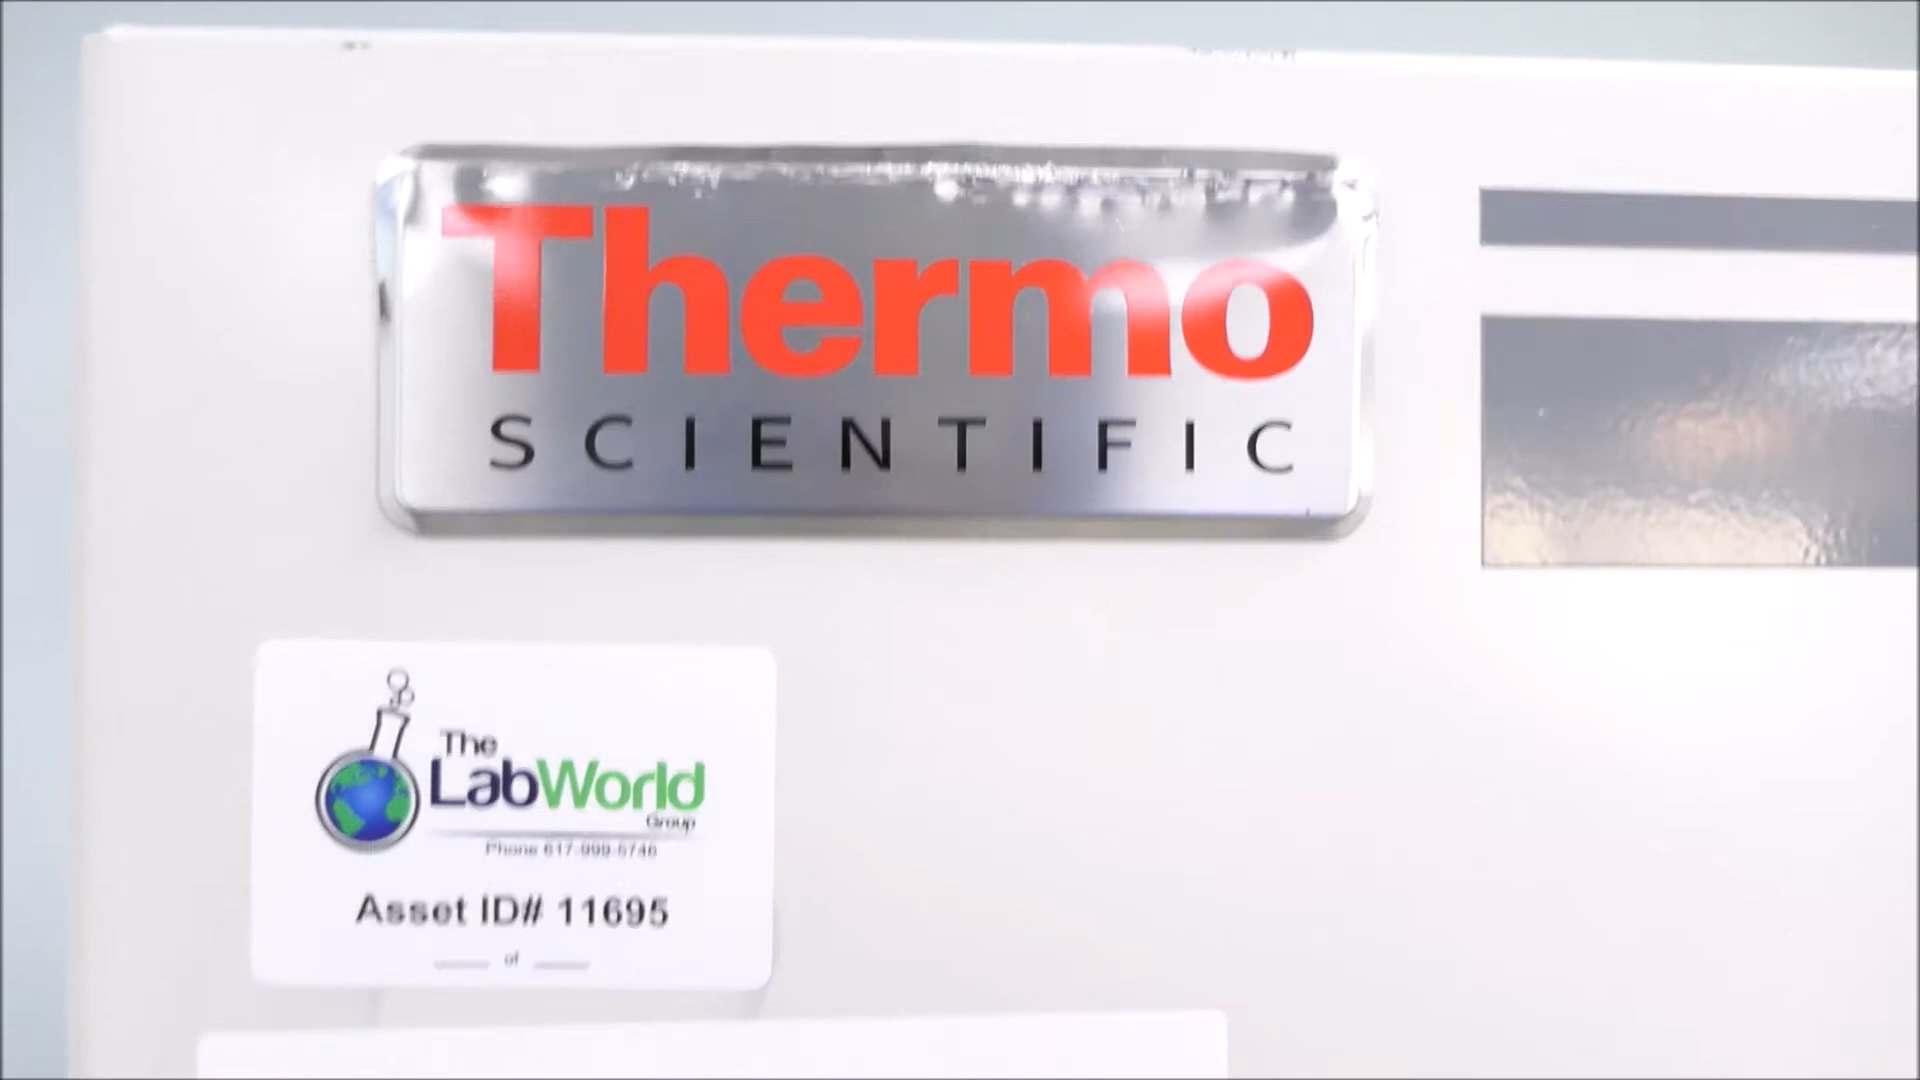 Thermo
SCIENTIFIC
The
LabWorld
Group
Phone 617-999-5746
Asset ID# 11695
of